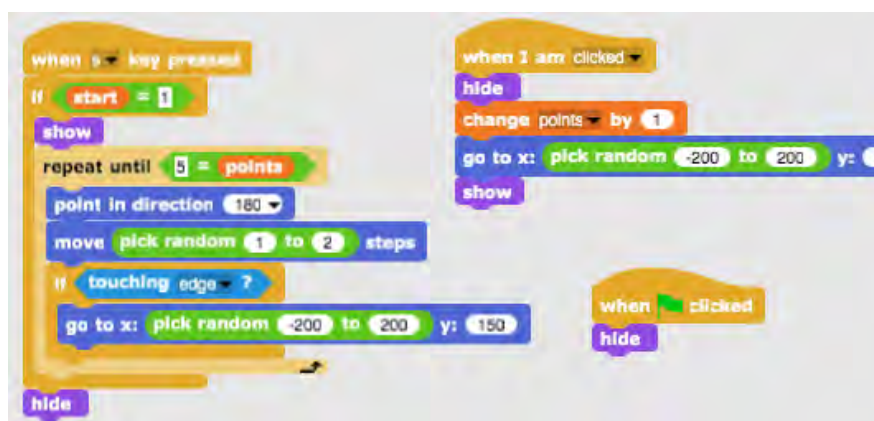 when s key pressed
if start = 1
show
repeat until 5 = points
point in direction 180
move pick random 1 to 2 steps
if touching edge ?
go to x: pick random -200 to 200 y: 150
hide
when I am clicked
hide
change points by 1
go to x: pick random -200 to 200 y:
show
when clicked
hide